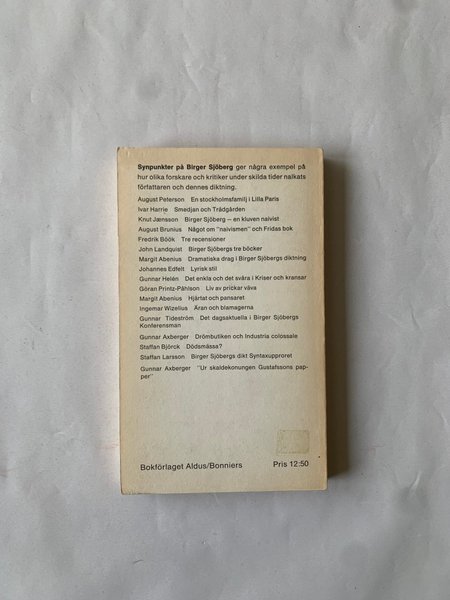 Synpunkter på Birger Sjöberg ger några exempel på
hur olika forskare och kritiker under skilda tider nalkats
författaren och dennes diktning.
August Peterson En stockholmsfamilj i Lilla Paris
Ivar Harrie Smedjan och Trädgården
Knut Jænsson Birger Sjöberg – en kluven naivist
August Brunius Något om "naivismen" och Fridas bok
Fredrik Böök Tre recensioner
John Landquist Birger Sjöbergs tre böcker
Margit Abenius Dramatiska drag i Birger Sjöbergs diktning
Johannes Edfelt Lyrisk stil
Gunnar Helén Det enkla och det svåra i Kriser och kransar
Göran Printz-Påhlson Liv av prickar väva
Margit Abenius Hjärtat och pansaret
Ingemar Wizelius Äran och blamagerna
Gunnar Tideström Det dagsaktuella i Birger Sjöbergs
Konferensman
Gunnar Axberger Drömbutiken och Industria colossale
Staffan Björck Dödsmässa?
Staffan Larsson Birger Sjöbergs dikt Syntaxupproret
Gunnar Axberger "Ur skaldekonungen Gustafssons pap-
per"
Bokförlaget Aldus/Bonniers Pris 12:50